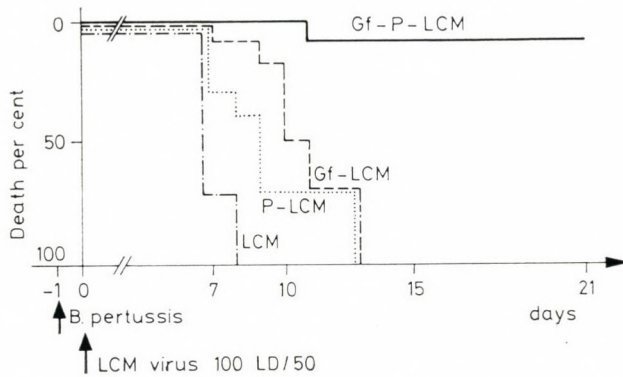 0
50
100
Death per cent
Gf-P-LCM
Gf-LCM
P-LCM
LCM
-1 0 7 10 15 21
B. pertussis days
LCM virus 100 LD/50